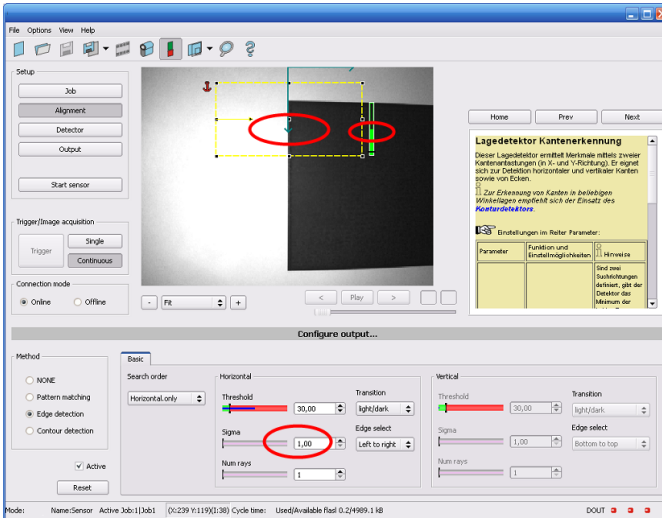 File Options View Help
Setup
Job
Alignment
Detector
Output
Start sensor
Trigger/Image acquisition
Trigger
Single
Continuous
Connection mode
Online
Offline
-
Fit
+
<
Play
>
Home
Prev
Next
Lagedetektor Kantenerkennung
Dieser Lagedetektor ermittelt Merkmale mittels zweier
Kantenantastungen (in X- und Y-Richtung). Er eignet
sich zur Detektion horizontaler und vertikaler Kanten
sowie von Ecken.
Zur Erkennung von Kanten in beliebigen
Winkellagen empfiehlt sich der Einsatz des
Konturdetektors.
Einstellungen im Reiter Parameter:
Parameter
Funktion und
Einstellmöglichkeiten
Hinweise
Sind zwei
Suchrichtungen
definiert, gibt der
Detektor das
Minimum der
Configure output...
Method
NONE
Pattern matching
Edge detection
Contour detection
Active
Reset
Basic
Search order
Horizontal.only
Horizontal
Threshold
30,00
Sigma
1,00
Num rays
1
Transition
light/dark
Edge select
Left to right
Vertical
Threshold
30,00
Sigma
1,00
Num rays
1
Transition
light/dark
Edge select
Bottom to top
Mode:
Name:Sensor
Active Job:1|Job1
(X:239 Y:119)(I:38)
Cycle time:
Used/Available flasl 0.2/4989.1 kB
DOUT